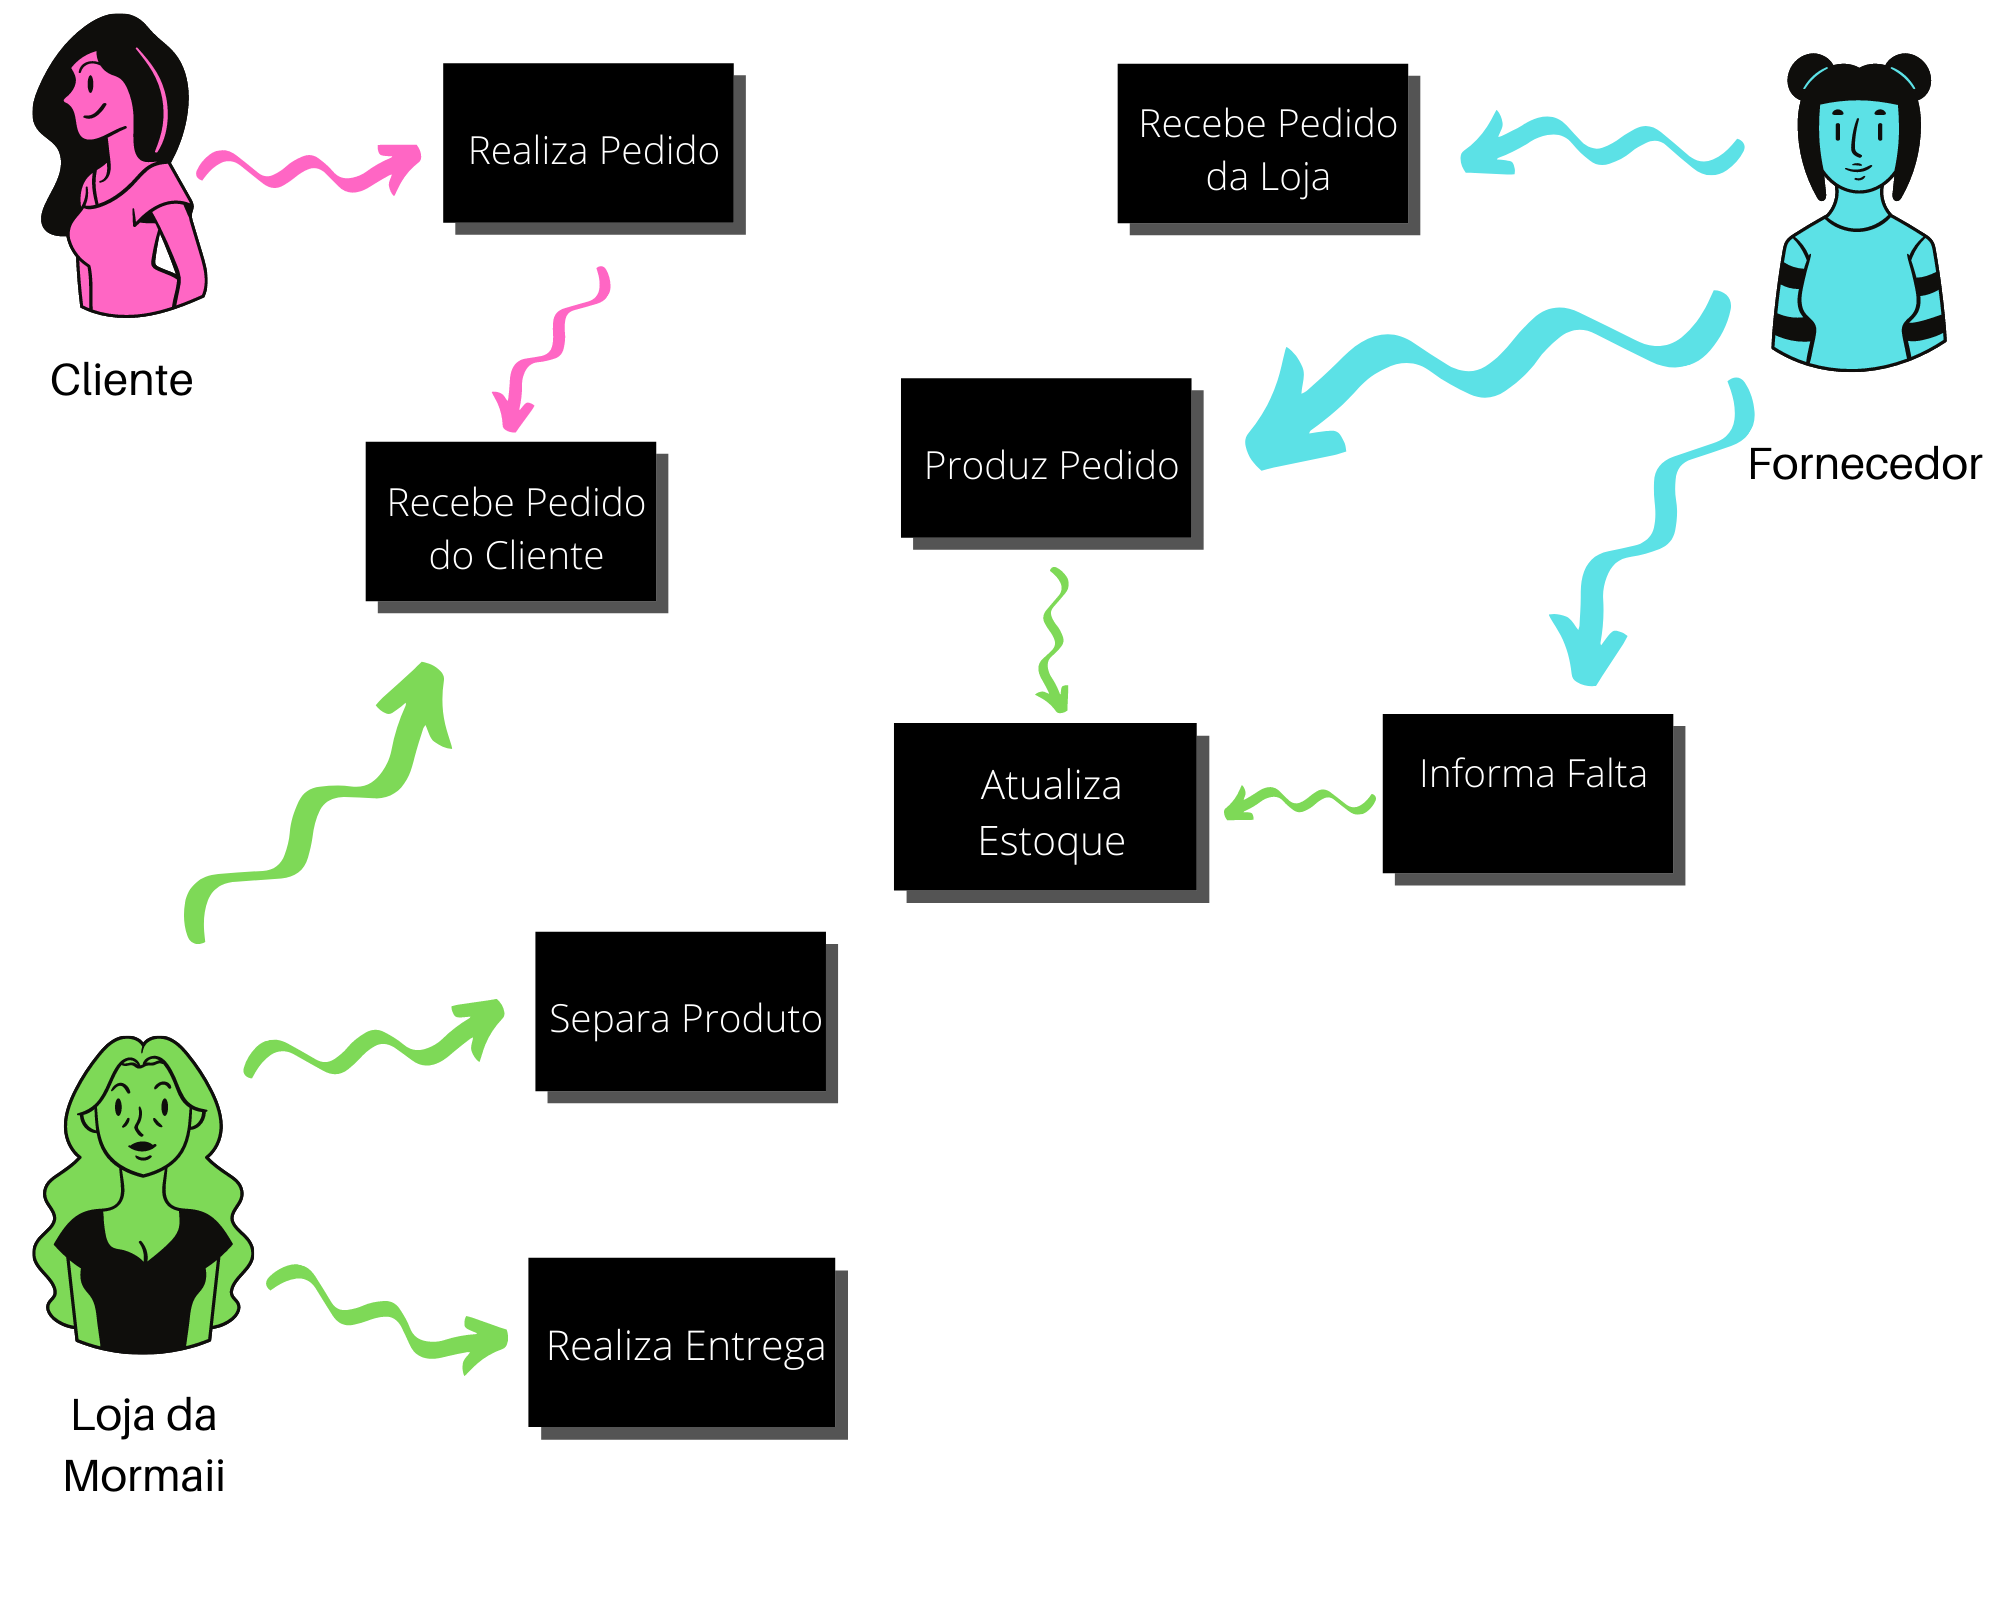 Realiza Pedido
Recebe Pedido
da Loja
Cliente
Produz Pedido
Fornecedor
Recebe Pedido
do Cliente
Atualiza
Estoque
Informa Falta
Separa Produto
Realiza Entrega
Loja da
Mormaii